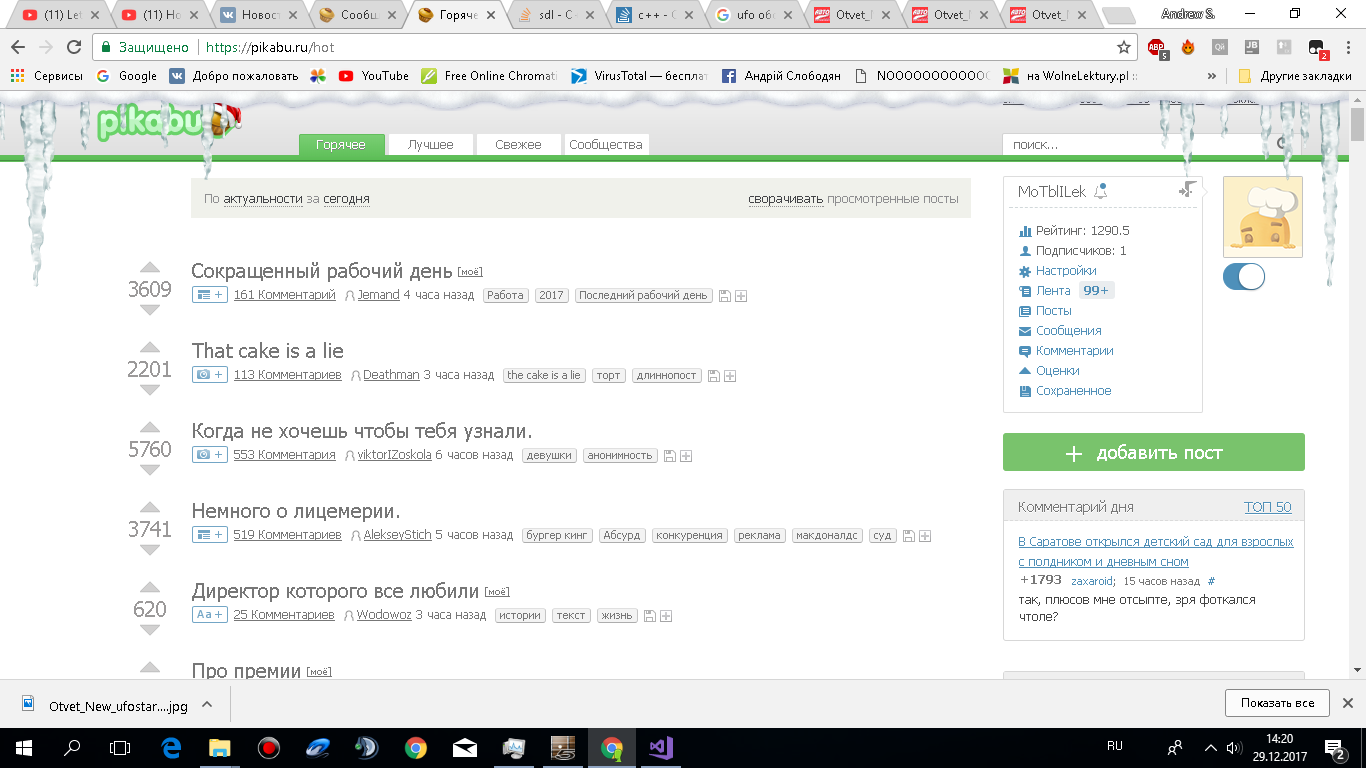 (11) Let
(11) Но
Новост
Сообщ
Горяче
sdl - C
c++ - C
ufo обо
Otvet_
Otvet_
Otvet_
Andrew S.
Защищено https://pikabu.ru/hot
Сервисы Google Добро пожаловать YouTube Free Online Chromat VirusTotal — бесплат Андрій Слободян NOOOOOOOOOOOO на WolneLektury.pl :: » Другие закладки
pikabu
Горячее Лучшее Свежее Сообщества
поиск...
По актуальности за сегодня сворачивать просмотренные посты
3609
Сокращенный рабочий день [моё]
161 Комментарий Jemand 4 часа назад Работа 2017 Последний рабочий день
2201
That cake is a lie
113 Комментариев Deathman 3 часа назад the cake is a lie торт длиннопост
5760
Когда не хочешь чтобы тебя узнали.
553 Комментария viktorIZoskola 6 часов назад девушки анонимность
3741
Немного о лицемерии.
519 Комментариев AlekseyStich 5 часов назад бургер кинг Абсурд конкуренция реклама макдоналдс суд
620
Директор которого все любили [моё]
Aa + 25 Комментариев Wodowoz 3 часа назад истории текст жизнь
Про премии [моё]
MoTbIILek
Рейтинг: 1290.5
Подписчиков: 1
Настройки
Лента 99+
Посты
Сообщения
Комментарии
Оценки
Сохраненное
+ добавить пост
Комментарий дня ТОП 50
В Саратове открылся детский сад для взрослых
с полдником и дневным сном
+1793 zaxaroid; 15 часов назад #
так, плюсов мне отсыпте, зря фоткался
чтоле?
Otvet_New_ufostar....jpg
Показать все
RU
14:20
29.12.2017
2